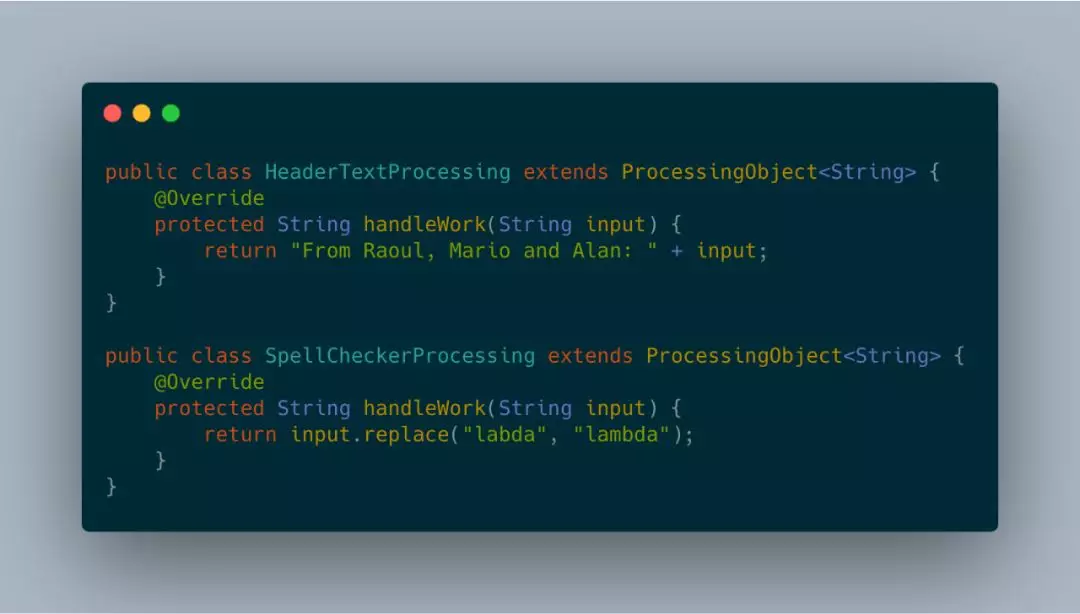 public class HeaderTextProcessing extends ProcessingObject<String> {
    @Override
    protected String handleWork(String input) {
        return "From Raoul, Mario and Alan: " + input;
    }
}

public class SpellCheckerProcessing extends ProcessingObject<String> {
    @Override
    protected String handleWork(String input) {
        return input.replace("labda", "lambda");
    }
}